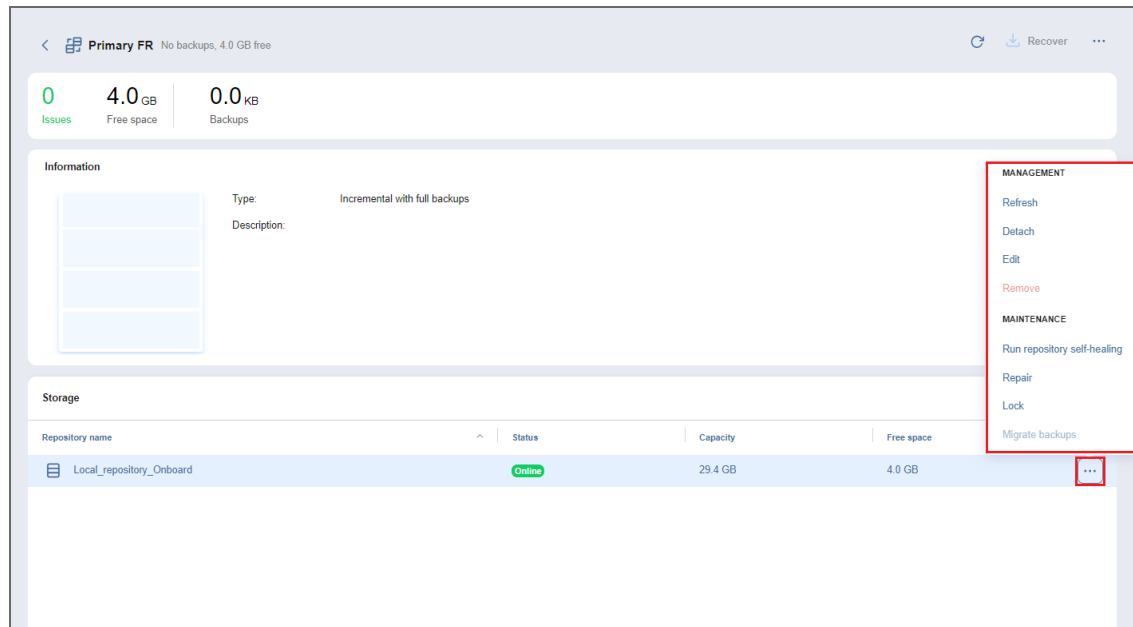 Primary FR No backups, 4.0 GB free
Recover
0 4.0 GB 0.0 KB
Issues Free space Backups
Information
Type: Incremental with full backups
Description:
MANAGEMENT
Refresh
Detach
Edit
Remove
MAINTENANCE
Run repository self-healing
Repair
Lock
Migrate backups
Storage
Repository name Status Capacity Free space
Local_repository_Onboard Online 29.4 GB 4.0 GB